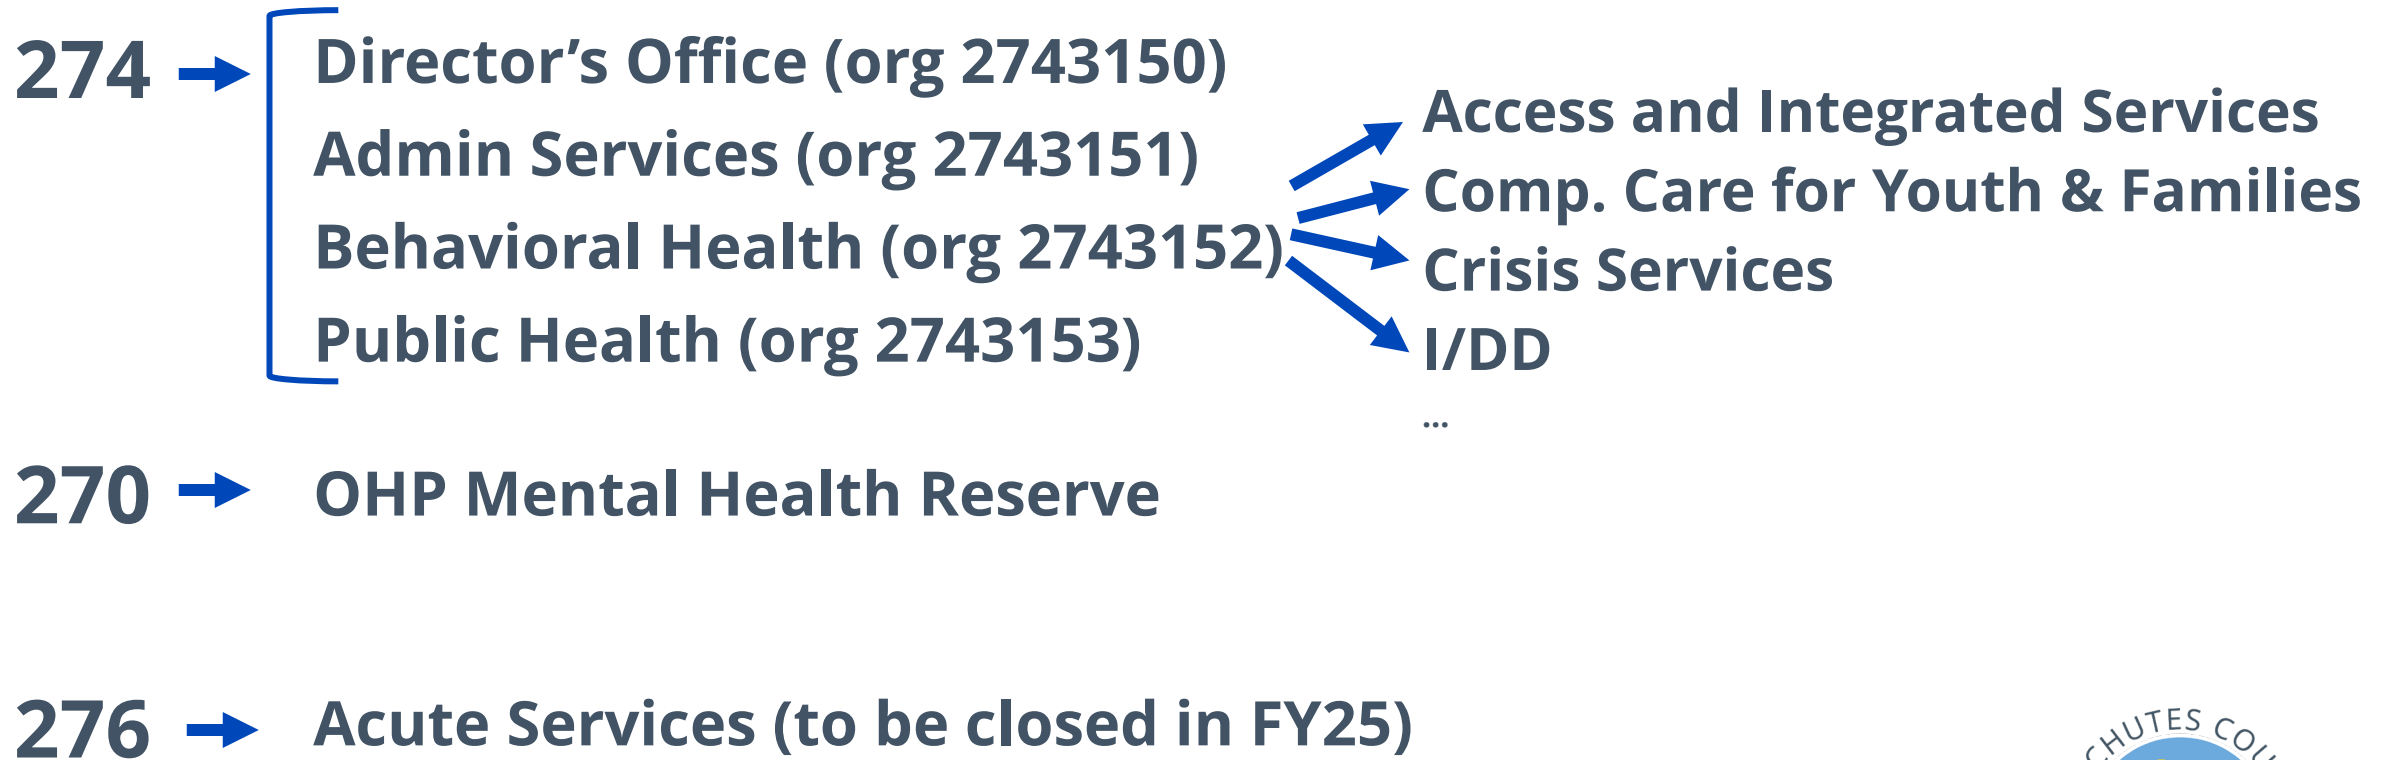 274
Director’s Office (org 2743150)
Admin Services (org 2743151)
Behavioral Health (org 2743152)
Public Health (org 2743153)
Access and Integrated Services
Comp. Care for Youth & Families
Crisis Services
I/DD
...
270
OHP Mental Health Reserve
276
Acute Services (to be closed in FY25)